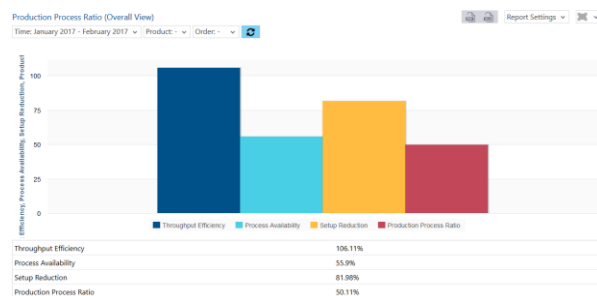 Production Process Ratio (Overall View)
Report Settings
Time: January 2017 - February 2017 Product: - Order: -
Efficiency, Process Availability, Setup Reduction, Product
100
75
50
25
0
Throughput Efficiency Process Availability Setup Reduction Production Process Ratio
Throughput Efficiency 106.11%
Process Availability 55.9%
Setup Reduction 81.98%
Production Process Ratio 50.11%